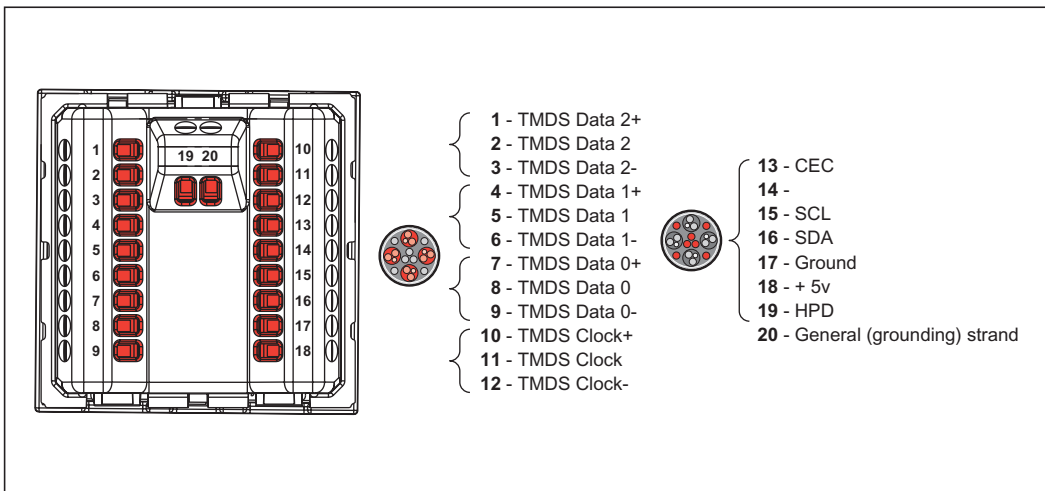 19 20
1
2
3
4
5
6
7
8
9
10
11
12
13
14
15
16
17
18
1 - TMDS Data 2+
2 - TMDS Data 2
3 - TMDS Data 2-
4 - TMDS Data 1+
5 - TMDS Data 1
6 - TMDS Data 1-
7 - TMDS Data 0+
8 - TMDS Data 0
9 - TMDS Data 0-
10 - TMDS Clock+
11 - TMDS Clock
12 - TMDS Clock-
13 - CEC
14 -
15 - SCL
16 - SDA
17 - Ground
18 - + 5v
19 - HPD
20 - General (grounding) strand